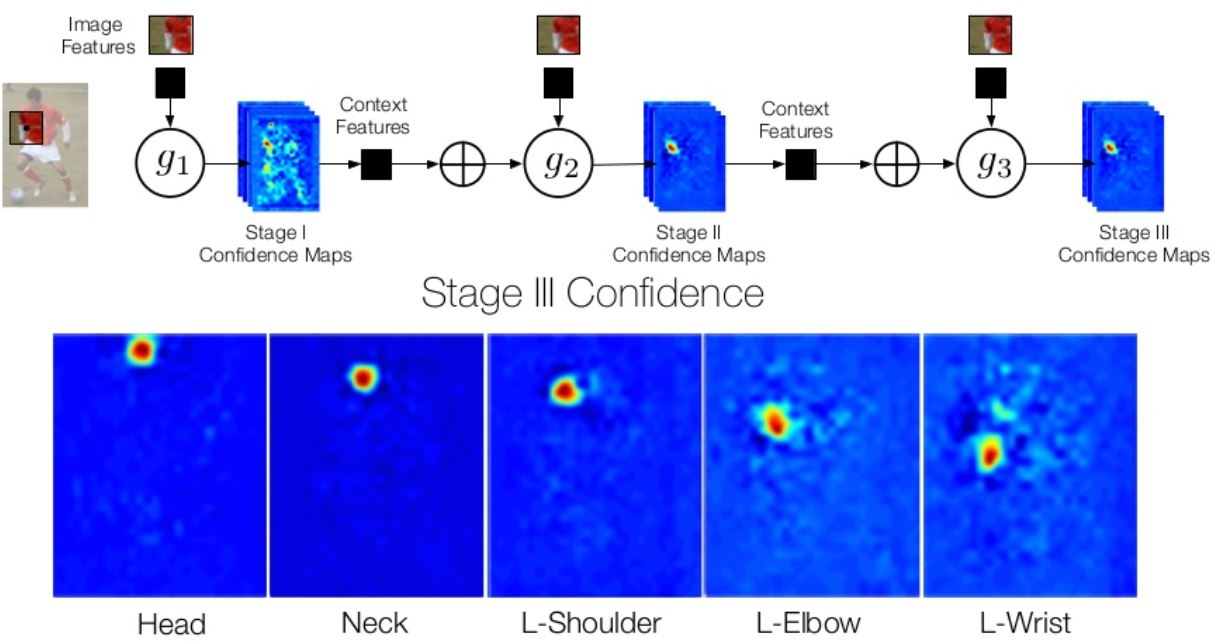 Image
Features
g1
Context
Features
g2
Context
Features
g3
Stage I
Confidence Maps
Stage II
Confidence Maps
Stage III
Confidence Maps
Stage III Confidence
Head
Neck
L-Shoulder
L-Elbow
L-Wrist